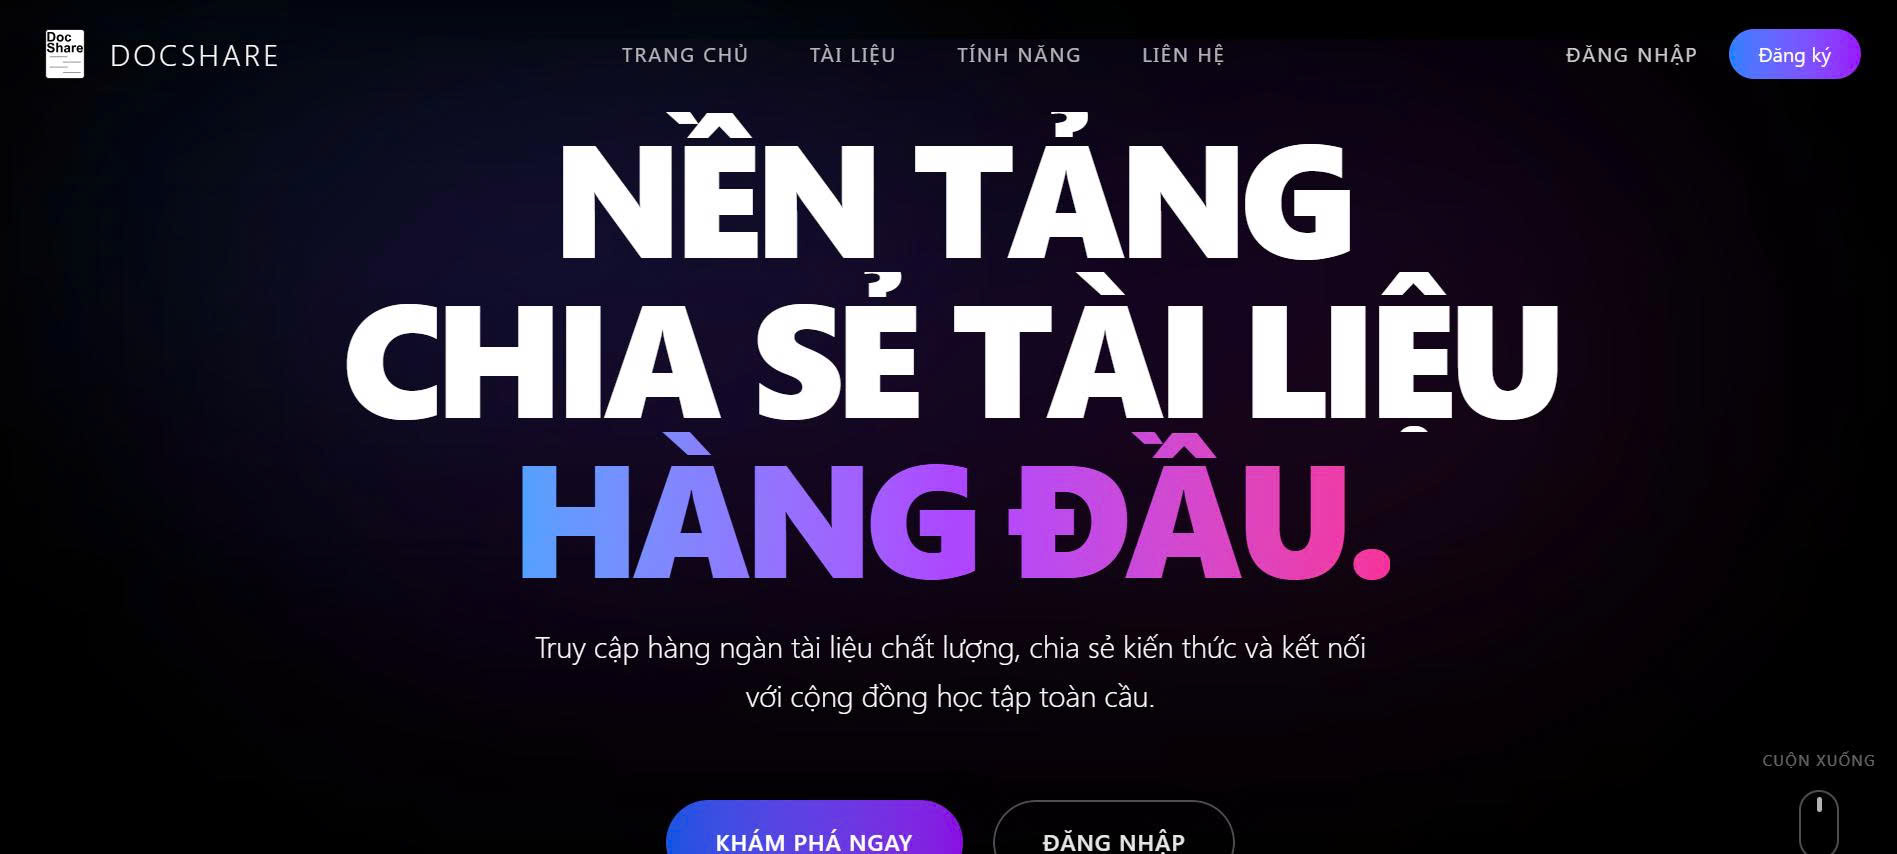 Doc
Share
DOCSHARE
TRANG CHỦ
TÀI LIỆU
TÍNH NĂNG
LIÊN HỆ
ĐĂNG NHẬP
Đăng ký
NỀN TẢNG
CHIA SẺ TÀI LIỆU
HÀNG ĐẦU.
Truy cập hàng ngàn tài liệu chất lượng, chia sẻ kiến thức và kết nối
với cộng đồng học tập toàn cầu.
CUỘN XUỐNG
KHÁM PHÁ NGAY
ĐĂNG NHẬP